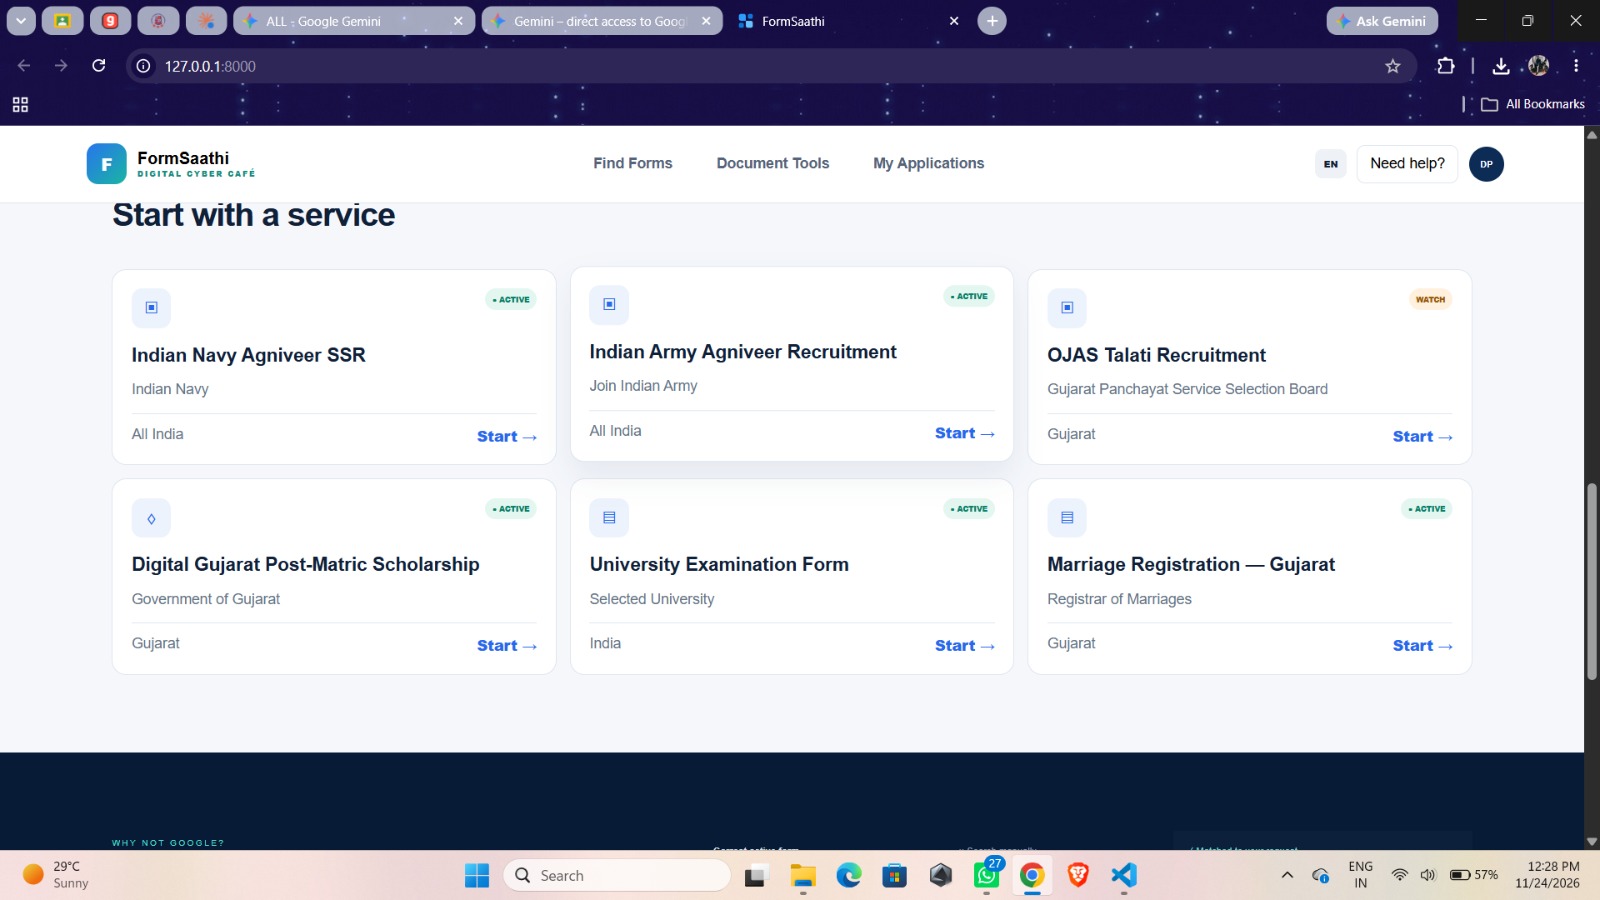 ALL - Google Gemini
Gemini – direct access to Goog
FormSaathi
Ask Gemini
127.0.0.1:8000
All Bookmarks
F
FormSaathi
DIGITAL CYBER CAFÉ
Find Forms
Document Tools
My Applications
EN
Need help?
DP
Start with a service
ACTIVE
Indian Navy Agniveer SSR
Indian Navy
All India
Start →
ACTIVE
Indian Army Agniveer Recruitment
Join Indian Army
All India
Start →
WATCH
OJAS Talati Recruitment
Gujarat Panchayat Service Selection Board
Gujarat
Start →
ACTIVE
Digital Gujarat Post-Matric Scholarship
Government of Gujarat
Gujarat
Start →
ACTIVE
University Examination Form
Selected University
India
Start →
ACTIVE
Marriage Registration — Gujarat
Registrar of Marriages
Gujarat
Start →
WHY NOT GOOGLE?
29°C
Sunny
Search
27
ENG
IN
57%
12:28 PM
11/24/2026